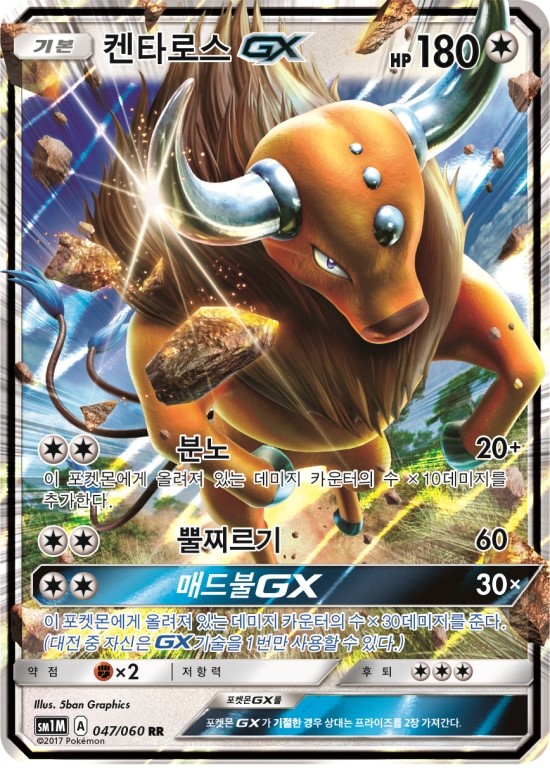 기본 켄타로스 GX HP 180
분노 20+
이 포켓몬에게 올려져 있는 데미지 카운터의 수 ×10데미지를
추가한다.
뿔찌르기 60
매드불GX 30×
이 포켓몬에게 올려져 있는 데미지 카운터의 수×30데미지를 준다.
(대전 중 자신은 GX기술을 1번만 사용할 수 있다.)
약점 ×2 저항력 후퇴
Illus. 5ban Graphics
포켓몬GX룰
포켓몬GX가 기절한 경우 상대는 프라이즈를 2장 가져간다.
SM1M A 047/060 RR
©2017 Pokémon